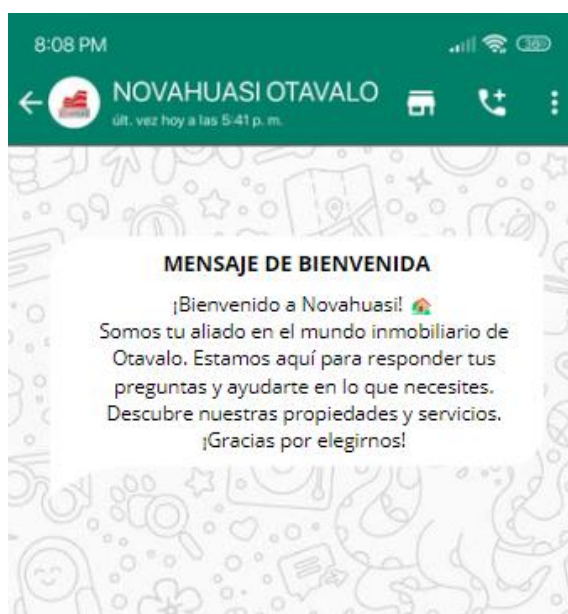 8:08 PM
38
NOVAHUASI OTAVALO
últ. vez hoy a las 5:41 p. m.
MENSAJE DE BIENVENIDA
¡Bienvenido a Novahuasi! 🏠
Somos tu aliado en el mundo inmobiliario de
Otavalo. Estamos aquí para responder tus
preguntas y ayudarte en lo que necesites.
Descubre nuestras propiedades y servicios.
¡Gracias por elegirnos!